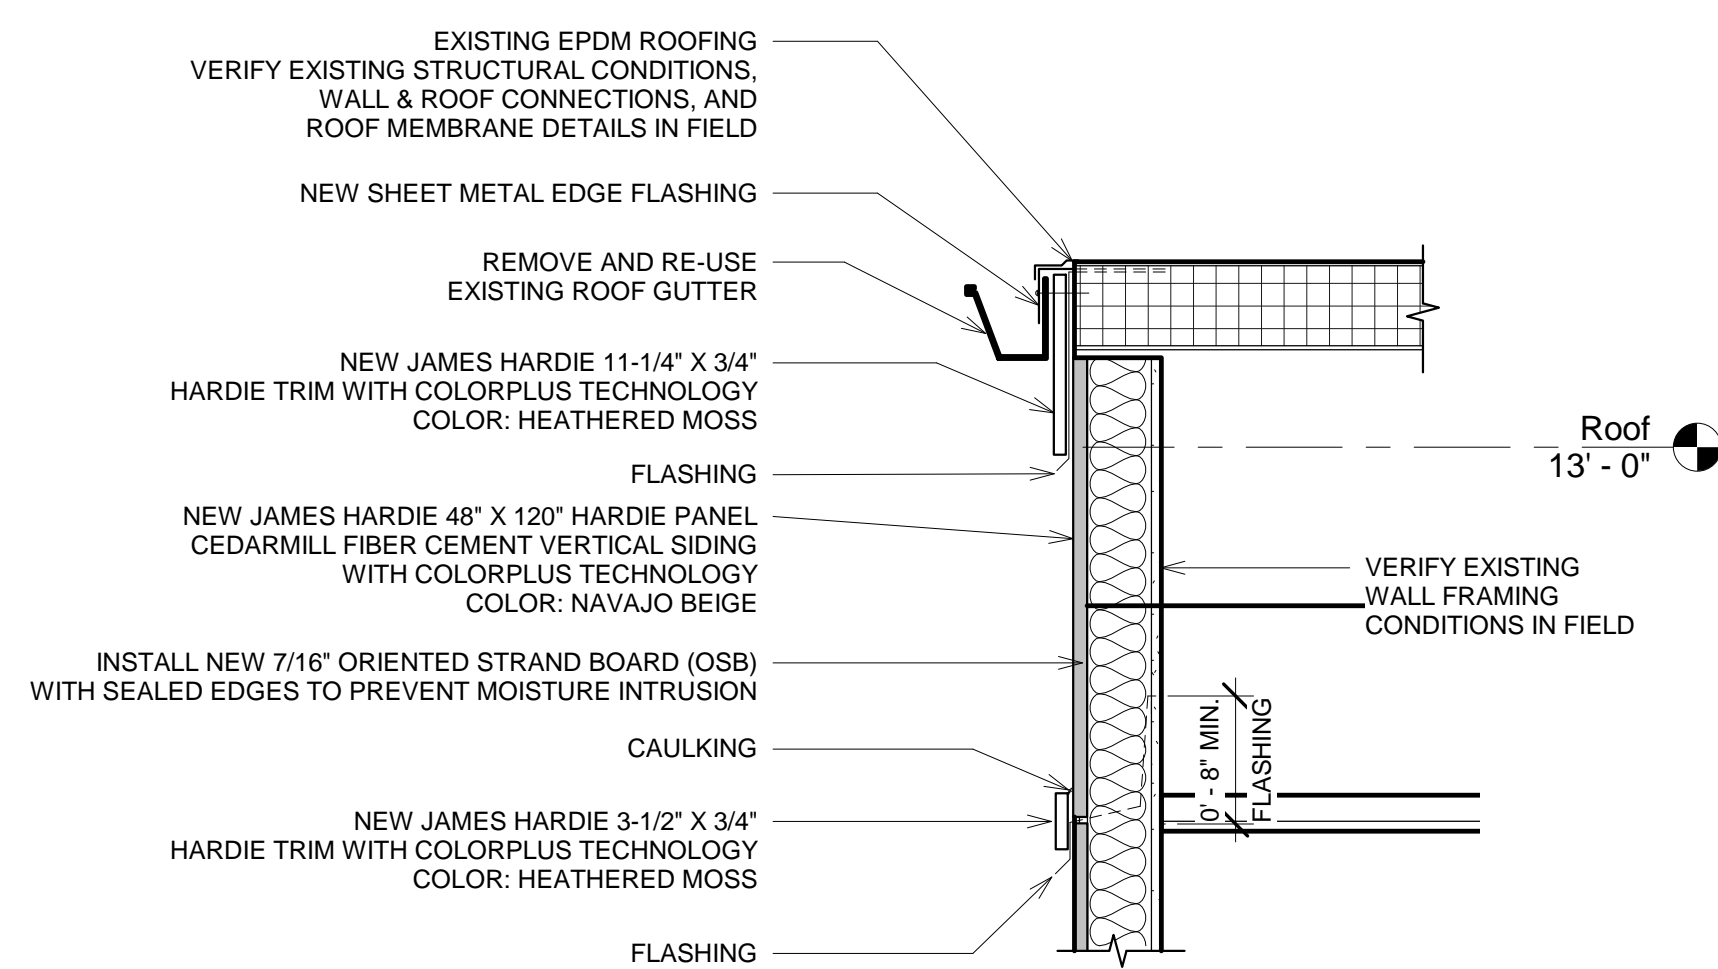 EXISTING EPDM ROOFING
VERIFY EXISTING STRUCTURAL CONDITIONS,
WALL & ROOF CONNECTIONS, AND
ROOF MEMBRANE DETAILS IN FIELD
NEW SHEET METAL EDGE FLASHING
REMOVE AND RE-USE
EXISTING ROOF GUTTER
NEW JAMES HARDIE 11-1/4" X 3/4"
HARDIE TRIM WITH COLORPLUS TECHNOLOGY
COLOR: HEATHERED MOSS
FLASHING
NEW JAMES HARDIE 48" X 120" HARDIE PANEL
CEDARMILL FIBER CEMENT VERTICAL SIDING
WITH COLORPLUS TECHNOLOGY
COLOR: NAVAJO BEIGE
INSTALL NEW 7/16" ORIENTED STRAND BOARD (OSB)
WITH SEALED EDGES TO PREVENT MOISTURE INTRUSION
CAULKING
NEW JAMES HARDIE 3-1/2" X 3/4"
HARDIE TRIM WITH COLORPLUS TECHNOLOGY
COLOR: HEATHERED MOSS
FLASHING
Roof
13' - 0"
VERIFY EXISTING
WALL FRAMING
CONDITIONS IN FIELD
0' - 8" MIN.
FLASHING